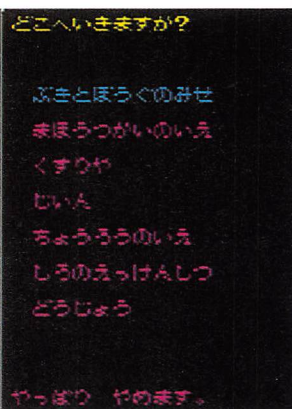 どこへいきますか?
ぶきとぼうぐのみせ
まほうつかいのいえ
くすりや
じいん
ちょうろうのいえ
しろのえっけんしつ
どうじょう
やっぱり やめます。